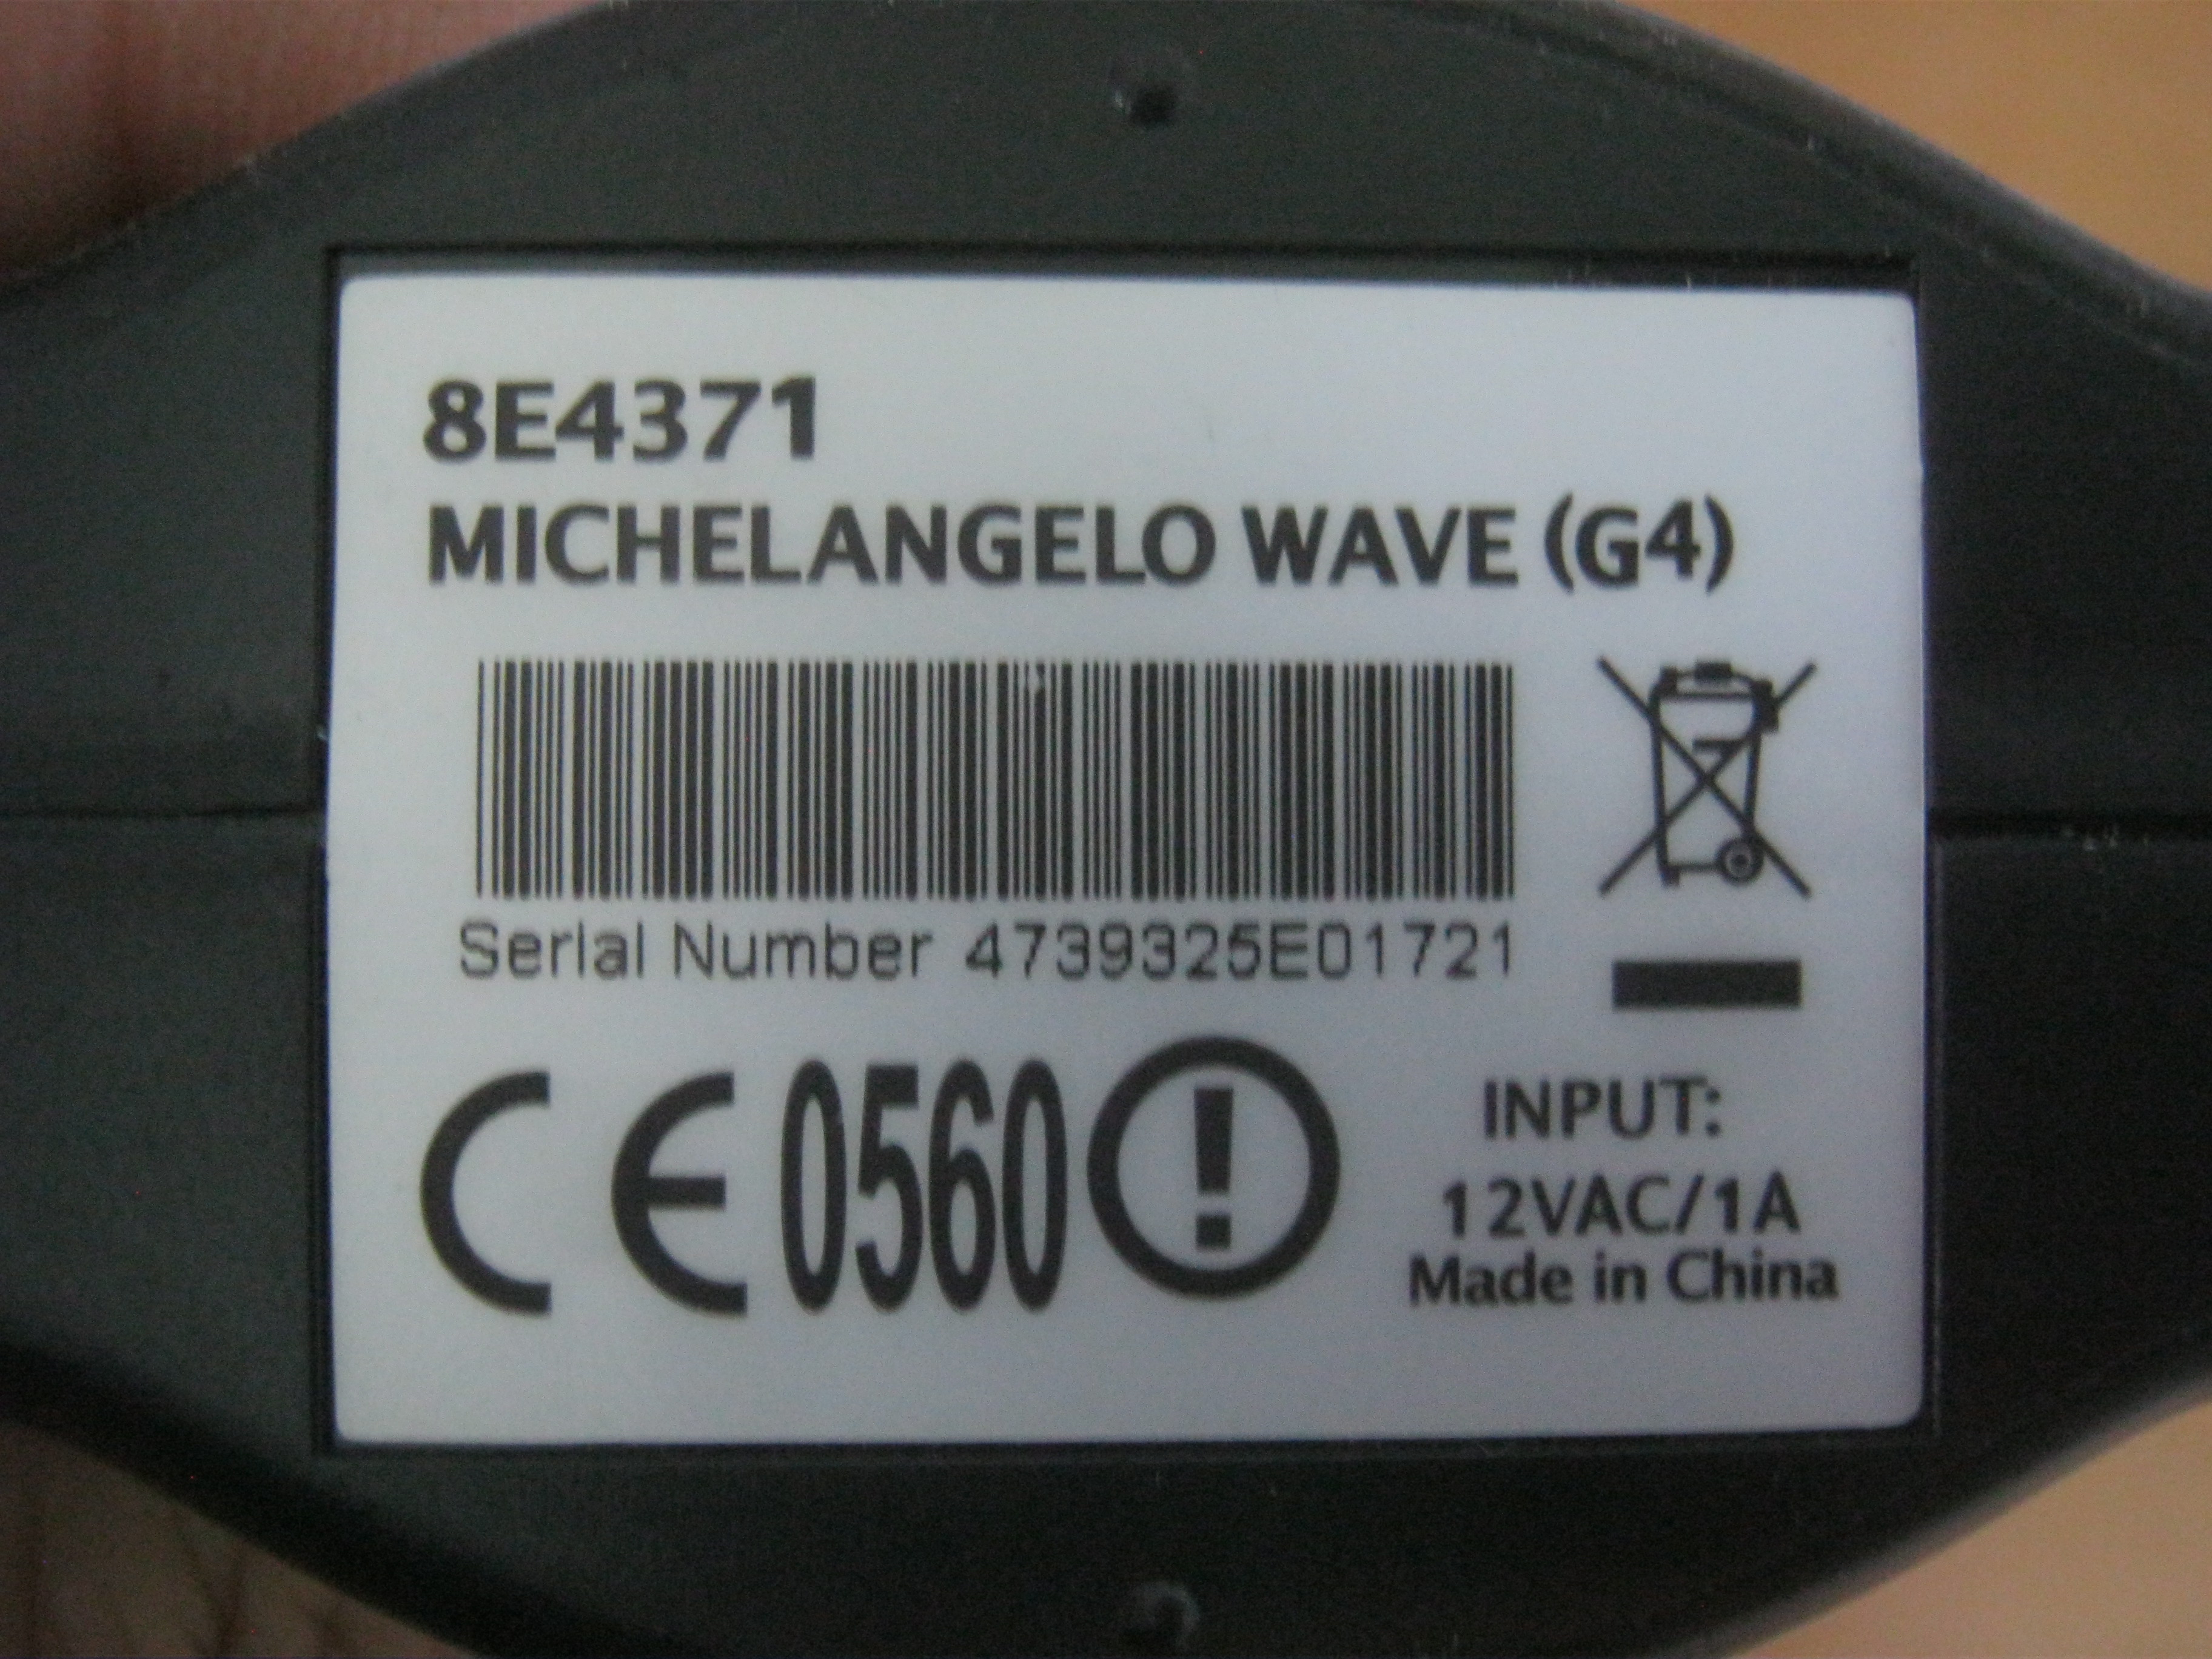 8E4371
MICHELANGELO WAVE (G4)
Serial Number 4739325E01721
CE 0560
INPUT:
12VAC/1A
Made in China